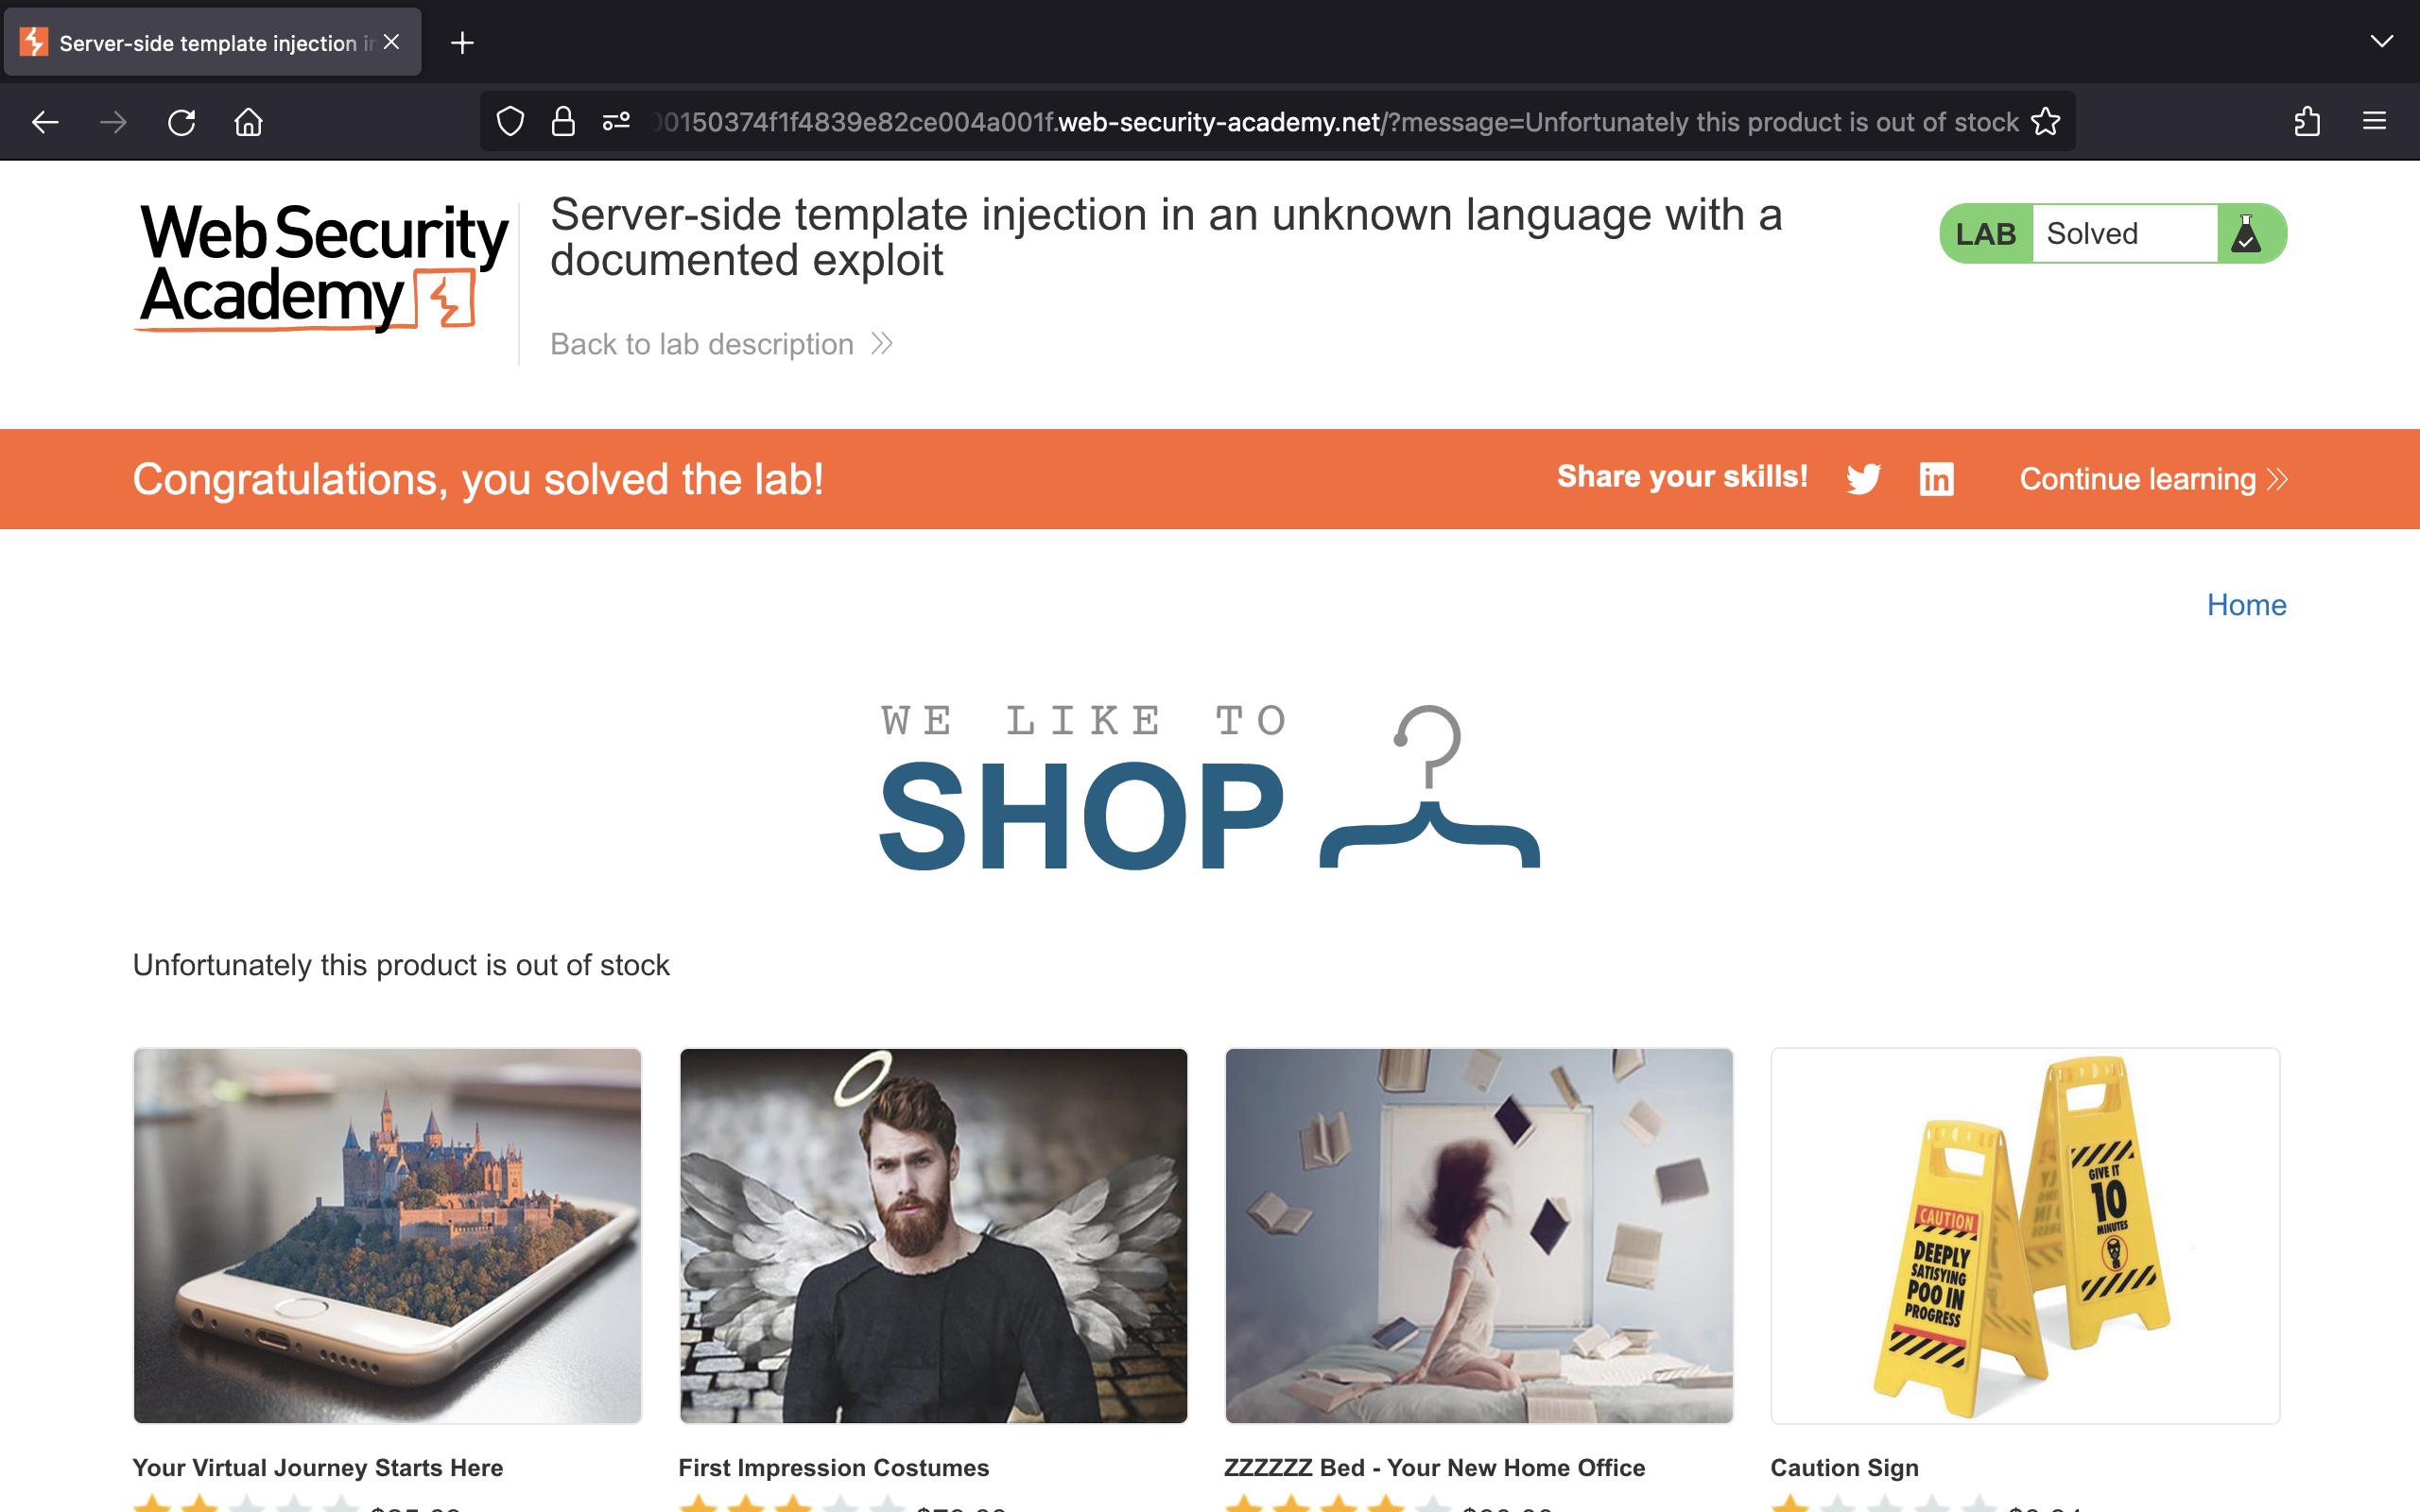 Server-side template injection in
00150374f1f4839e82ce004a001f.web-security-academy.net/?message=Unfortunately this product is out of stock
Web Security
Academy
Server-side template injection in an unknown language with a
documented exploit
LAB Solved
Back to lab description
Congratulations, you solved the lab!
Share your skills!
Continue learning
Home
WE LIKE TO
SHOP
Unfortunately this product is out of stock
CAUTION
DEEPLY
SATISYING
POO IN
PROGRESS
GIVE IT
10
MINUTES
Your Virtual Journey Starts Here
First Impression Costumes
ZZZZZZ Bed - Your New Home Office
Caution Sign